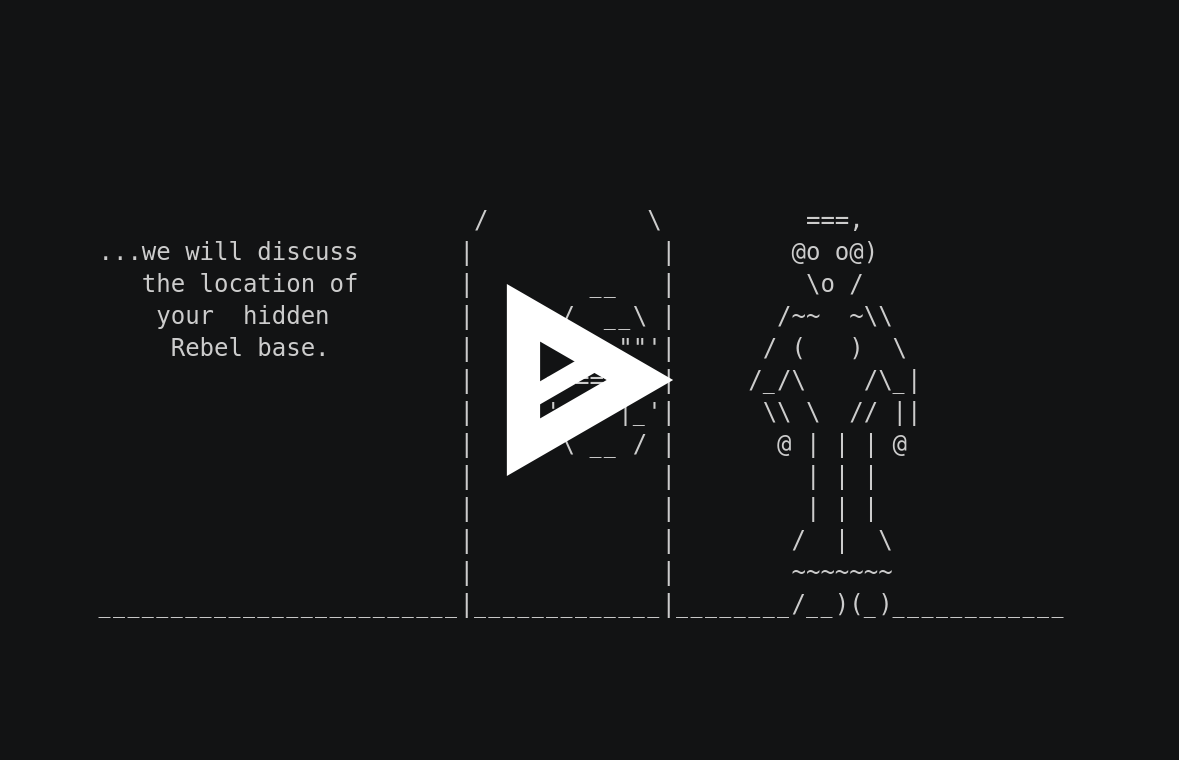 ...we will discuss
the location of
your  hidden
Rebel base.